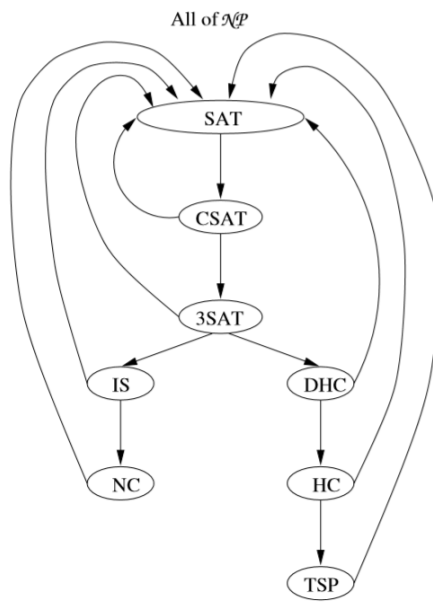 All of NP
SAT
CSAT
3SAT
IS
DHC
NC
HC
TSP